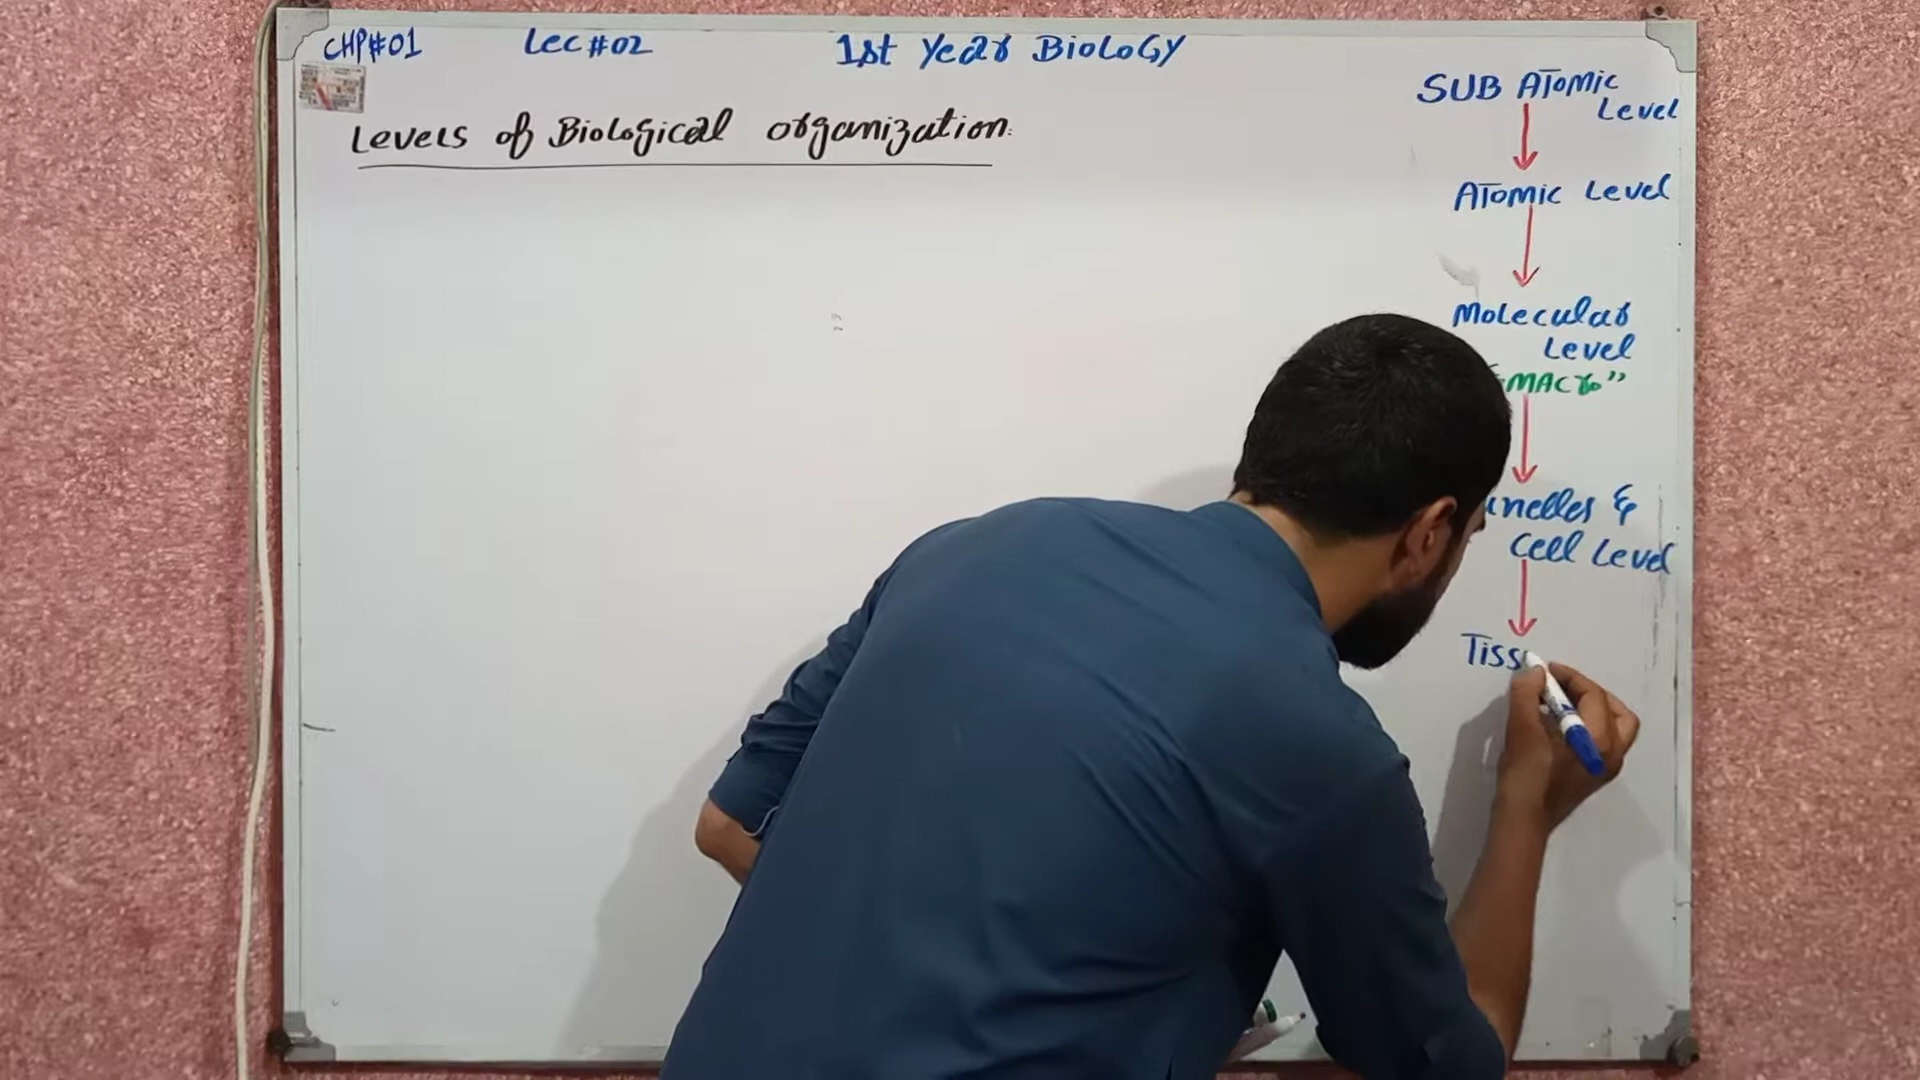 CHP#01 Lec #02 1st Year BioLoGY
Levels of Biological organization:
SUB ATomic
Level
ATomic Level
Molecular
Level
"MACro"
& 
Cell Level
Tiss